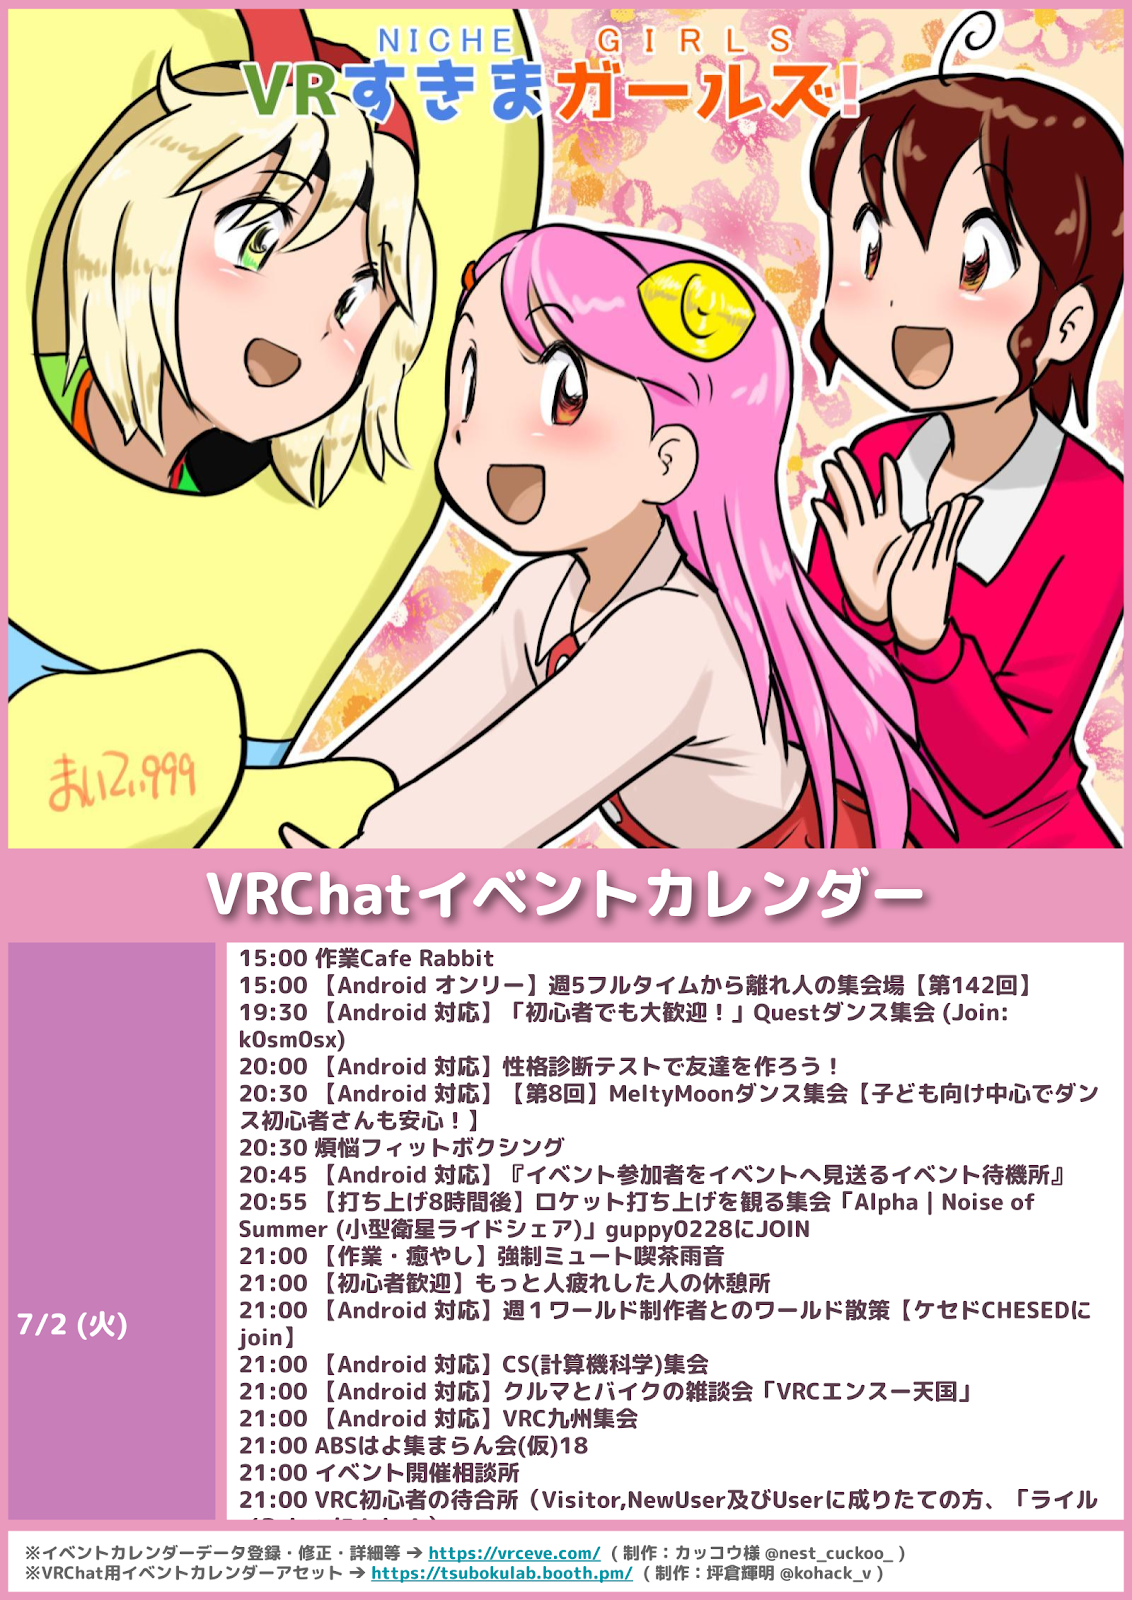 NICHE GIRLS
VRすきまガールズ!
まいてぃ999
VRChatイベントカレンダー
7/2 (火)
15:00 作業Cafe Rabbit
15:00 【Android オンリー】週5フルタイムから離れ人の集会場【第142回】
19:30 【Android 対応】「初心者でも大歓迎！」Questダンス集会 (Join:
k0sm0sx)
20:00 【Android 対応】性格診断テストで友達を作ろう！
20:30 【Android 対応】【第8回】MeltyMoonダンス集会【子ども向け中心でダン
ス初心者さんも安心！】
20:30 煩悩フィットボクシング
20:45 【Android 対応】『イベント参加者をイベントへ見送るイベント待機所』
20:55 【打ち上げ8時間後】ロケット打ち上げを観る集会「Alpha | Noise of
Summer (小型衛星ライドシェア)」guppy0228にJOIN
21:00 【作業・癒やし】強制ミュート喫茶雨音
21:00 【初心者歓迎】もっと人疲れした人の休憩所
21:00 【Android 対応】週１ワールド制作者とのワールド散策【ケセドCHESEDに
join】
21:00 【Android 対応】CS(計算機科学)集会
21:00 【Android 対応】クルマとバイクの雑談会「VRCエンスー天国」
21:00 【Android 対応】VRC九州集会
21:00 ABSはよ集まらん会(仮)18
21:00 イベント開催相談所
21:00 VRC初心者の待合所（Visitor,NewUser及びUserに成りたての方、「ライル
※イベントカレンダーデータ登録・修正・詳細等 → https://vrceve.com/ ( 制作：カッコウ様 @nest_cuckoo_ )
※VRChat用イベントカレンダーアセット → https://tsubokulab.booth.pm/ ( 制作：坪倉輝明 @kohack_v )